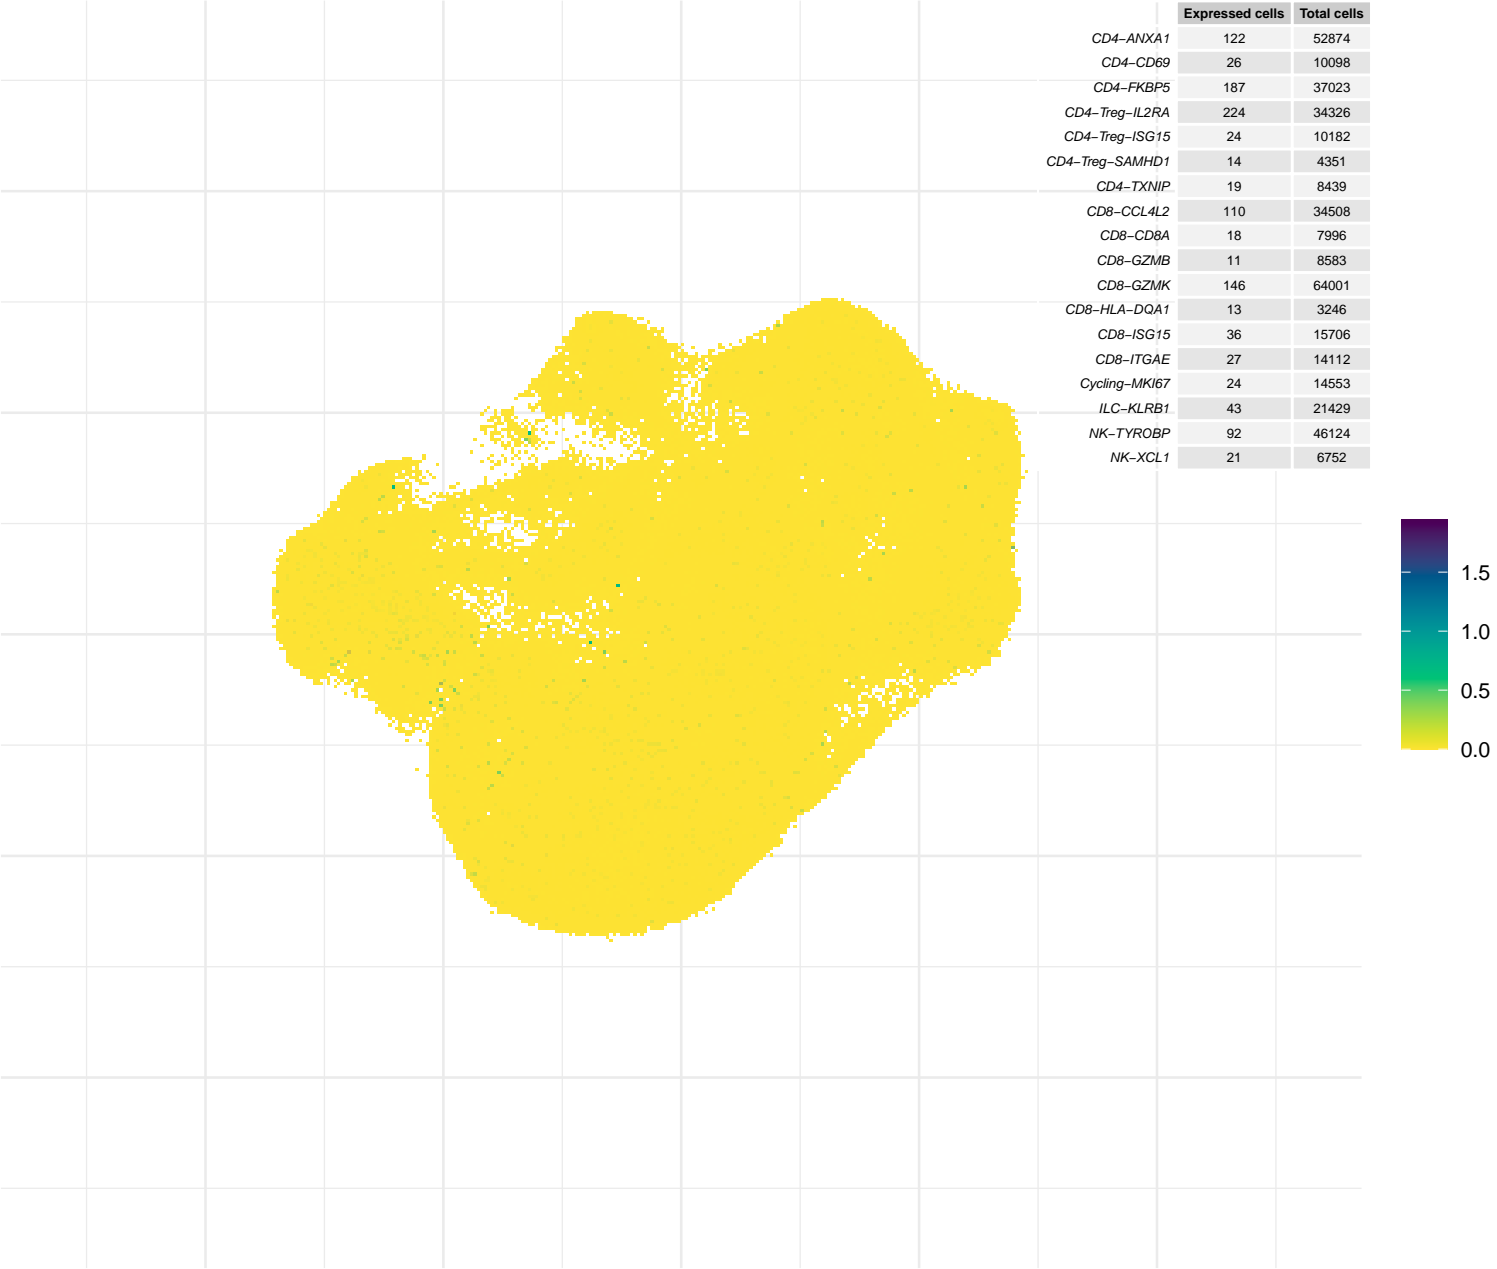 Expressed cells Total cells
CD4−ANXA1 122 52874
CD4−CD69 26 10098
CD4−FKBP5 187 37023
CD4−Treg−IL2RA 224 34326
CD4−Treg−ISG15 24 10182
CD4−Treg−SAMHD1 14 4351
CD4−TXNIP 19 8439
CD8−CCL4L2 110 34508
CD8−CD8A 18 7996
CD8−GZMB 11 8583
CD8−GZMK 146 64001
CD8−HLA−DQA1 13 3246
CD8−ISG15 36 15706
CD8−ITGAE 27 14112
Cycling−MKI67 24 14553
ILC−KLRB1 43 21429
NK−TYROBP 92 46124
NK−XCL1 21 6752
1.5
1.0
0.5
0.0